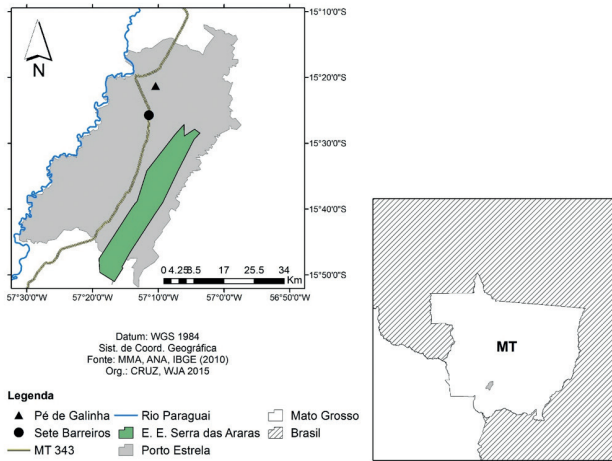 N
15°10'0"S
15°20'0"S
15°30'0"S
15°40'0"S
15°50'0"S
0 4.25 8.5 17 25.5 34
Km
57°30'0"W 57°20'0"W 57°10'0"W 57°0'0"W 56°50'0"W
Datum: WGS 1984
Sist. de Coord. Geográfica
Fonte: MMA, ANA, IBGE (2010)
Org.: CRUZ, WJA 2015
MT
Legenda
Pé de Galinha Rio Paraguai Mato Grosso
Sete Barreiros E. E. Serra das Araras Brasil
MT 343 Porto Estrela